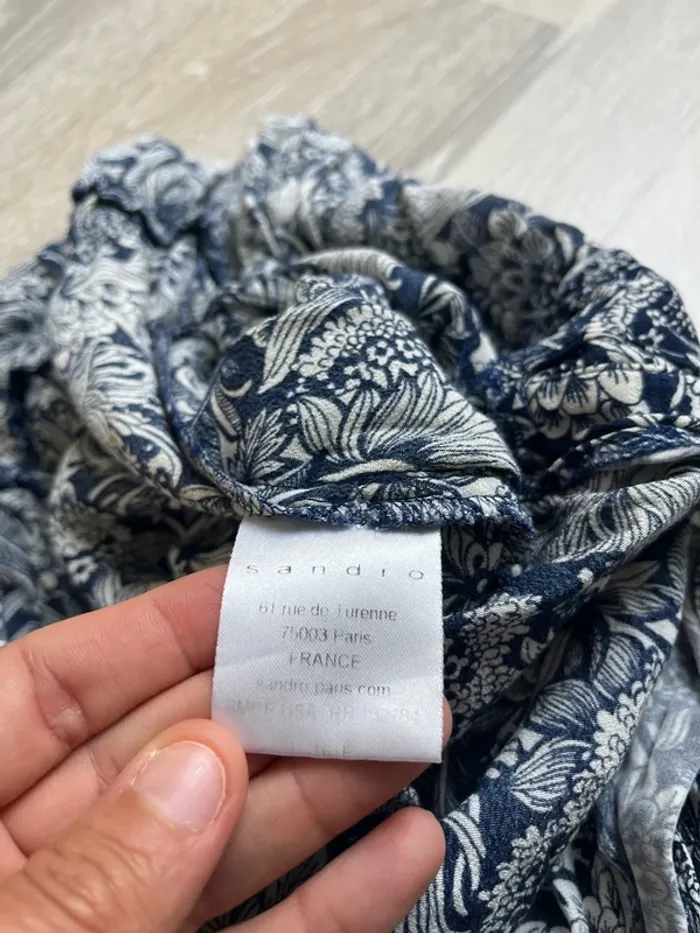 sandro
61 rue de Turenne
75003 Paris
FRANCE
sandro-paris.com